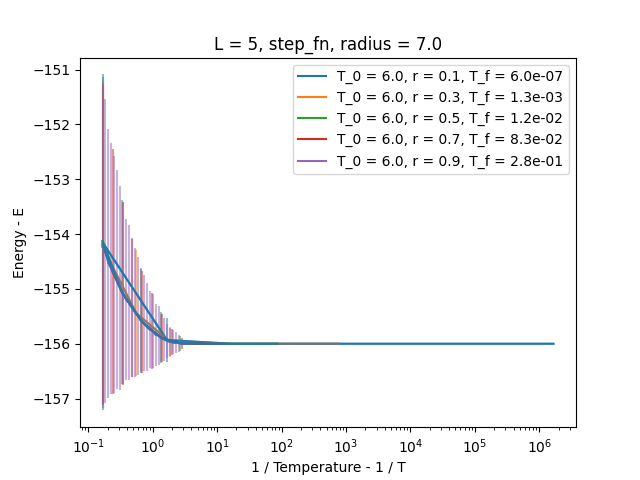 L = 5, step_fn, radius = 7.0
T_0 = 6.0, r = 0.1, T_f = 6.0e-07
T_0 = 6.0, r = 0.3, T_f = 1.3e-03
T_0 = 6.0, r = 0.5, T_f = 1.2e-02
T_0 = 6.0, r = 0.7, T_f = 8.3e-02
T_0 = 6.0, r = 0.9, T_f = 2.8e-01
Energy - E
−151
−152
−153
−154
−155
−156
−157
10⁻¹ 10⁰ 10¹ 10² 10³ 10⁴ 10⁵ 10⁶
1 / Temperature - 1 / T